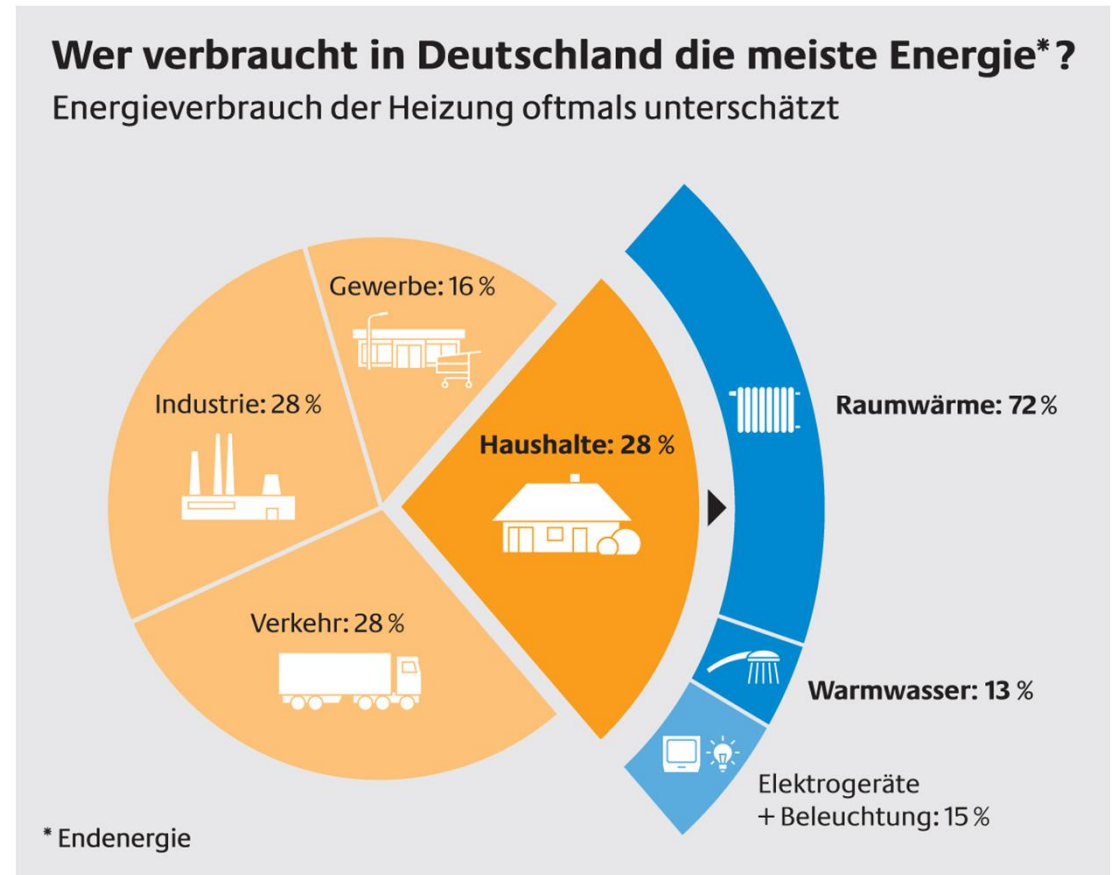 Wer verbraucht in Deutschland die meiste Energie*?
Energieverbrauch der Heizung oftmals unterschätzt
Gewerbe: 16 %
Industrie: 28 %
Haushalte: 28 %
Verkehr: 28 %
Raumwärme: 72 %
Warmwasser: 13 %
Elektrogeräte
+ Beleuchtung: 15 %
* Endenergie